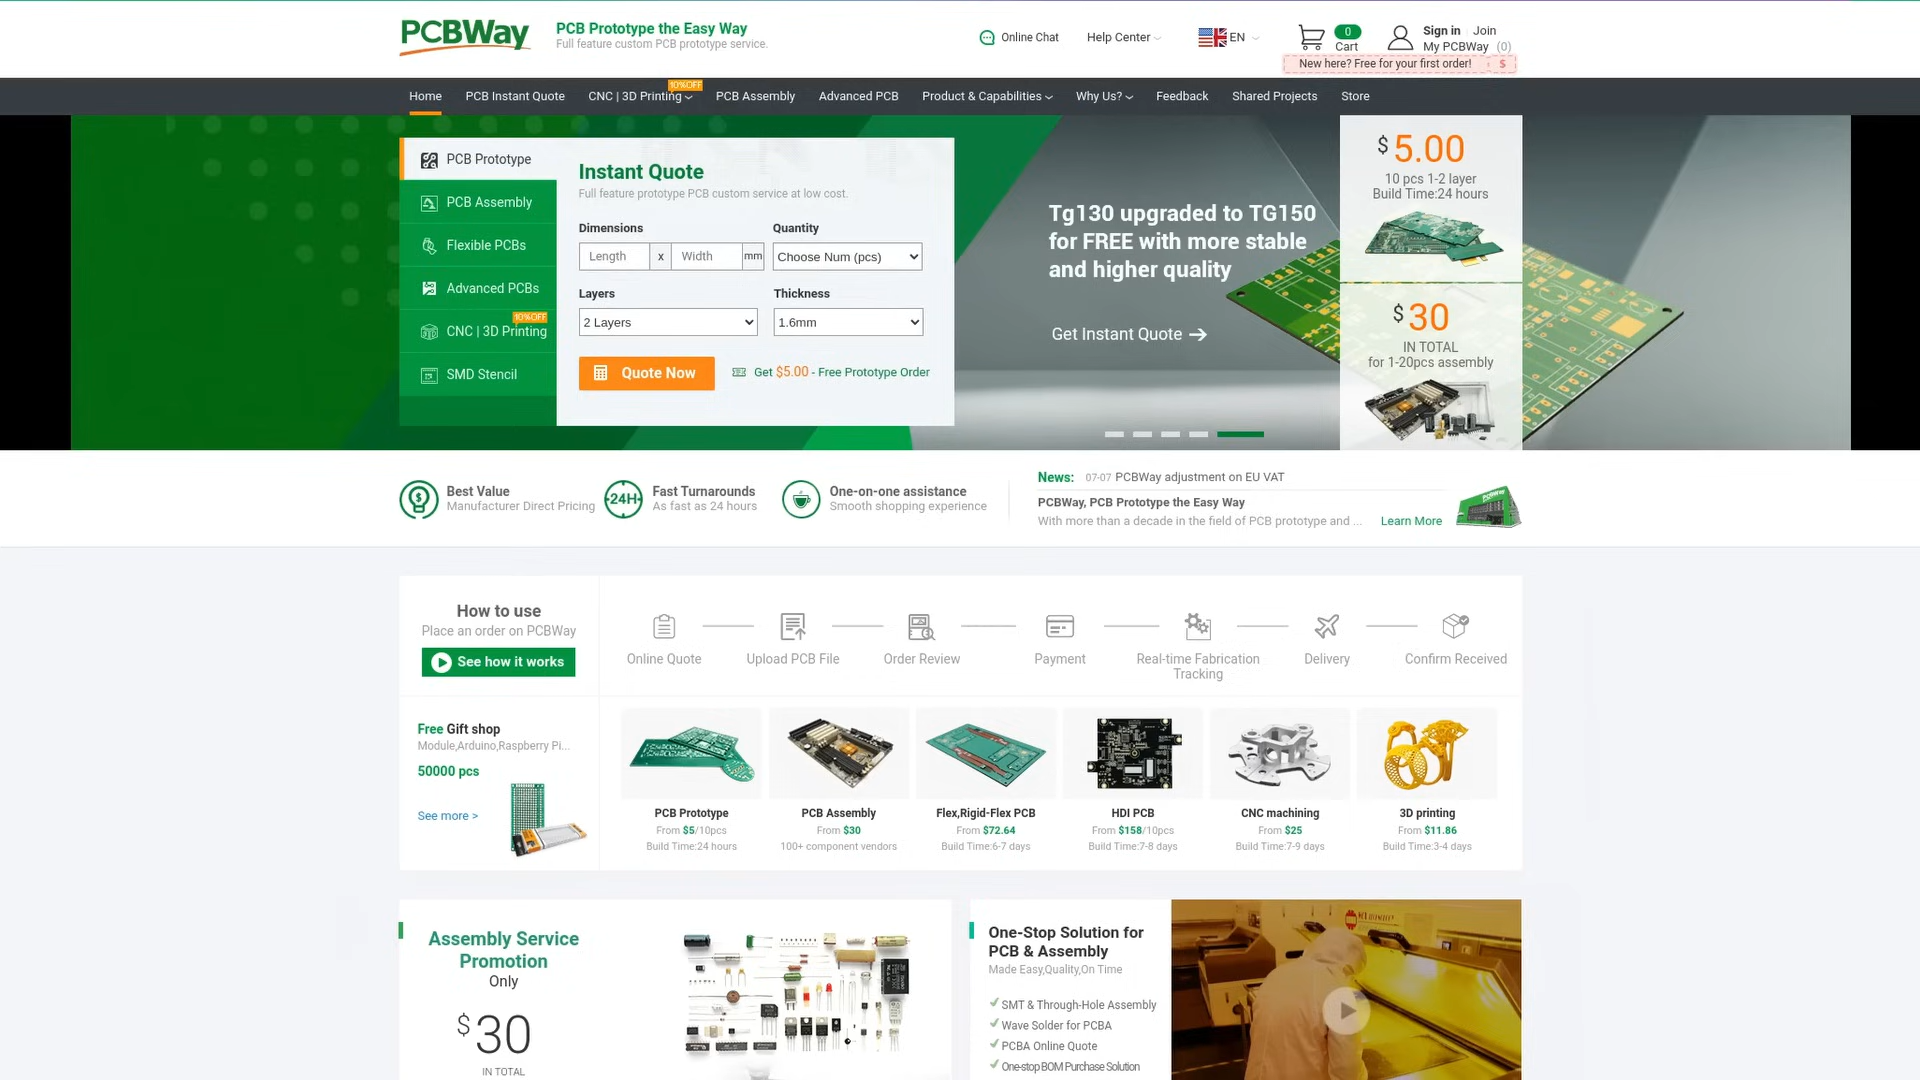 PCBWay
PCB Prototype the Easy Way
Full feature custom PCB prototype service.
Online Chat
Help Center
EN
0
Cart
Sign in
Join
My PCBWay (0)
New here? Free for your first order!
$
Home
PCB Instant Quote
CNC | 3D Printing
10%OFF
PCB Assembly
Advanced PCB
Product & Capabilities
Why Us?
Feedback
Shared Projects
Store
PCB Prototype
PCB Assembly
Flexible PCBs
Advanced PCBs
CNC | 3D Printing
10%OFF
SMD Stencil
Instant Quote
Full feature prototype PCB custom service at low cost.
Dimensions
Quantity
Length
x
Width
mm
Choose Num (pcs)
Layers
Thickness
2 Layers
1.6mm
Quote Now
Get $5.00 - Free Prototype Order
Tg130 upgraded to TG150
for FREE with more stable
and higher quality
Get Instant Quote
$5.00
10 pcs 1-2 layer
Build Time:24 hours
$30
IN TOTAL
for 1-20pcs assembly
Best Value
Manufacturer Direct Pricing
24H
Fast Turnarounds
As fast as 24 hours
One-on-one assistance
Smooth shopping experience
News:
07-07 PCBWay adjustment on EU VAT
PCBWay, PCB Prototype the Easy Way
With more than a decade in the field of PCB prototype and ...
Learn More
How to use
Place an order on PCBWay
See how it works
Online Quote
Upload PCB File
Order Review
Payment
Real-time Fabrication
Tracking
Delivery
Confirm Received
Free Gift shop
Module,Arduino,Raspberry Pi...
50000 pcs
See more >
PCB Prototype
From $5/10pcs
Build Time:24 hours
PCB Assembly
From $30
100+ component vendors
Flex,Rigid-Flex PCB
From $72.64
Build Time:6-7 days
HDI PCB
From $158/10pcs
Build Time:7-8 days
CNC machining
From $25
Build Time:7-9 days
3D printing
From $11.86
Build Time:3-4 days
Assembly Service
Promotion
Only
$30
IN TOTAL
One-Stop Solution for
PCB & Assembly
Made Easy,Quality,On Time
SMT & Through-Hole Assembly
Wave Solder for PCBA
PCBA Online Quote
One-stop BOM Purchase Solution